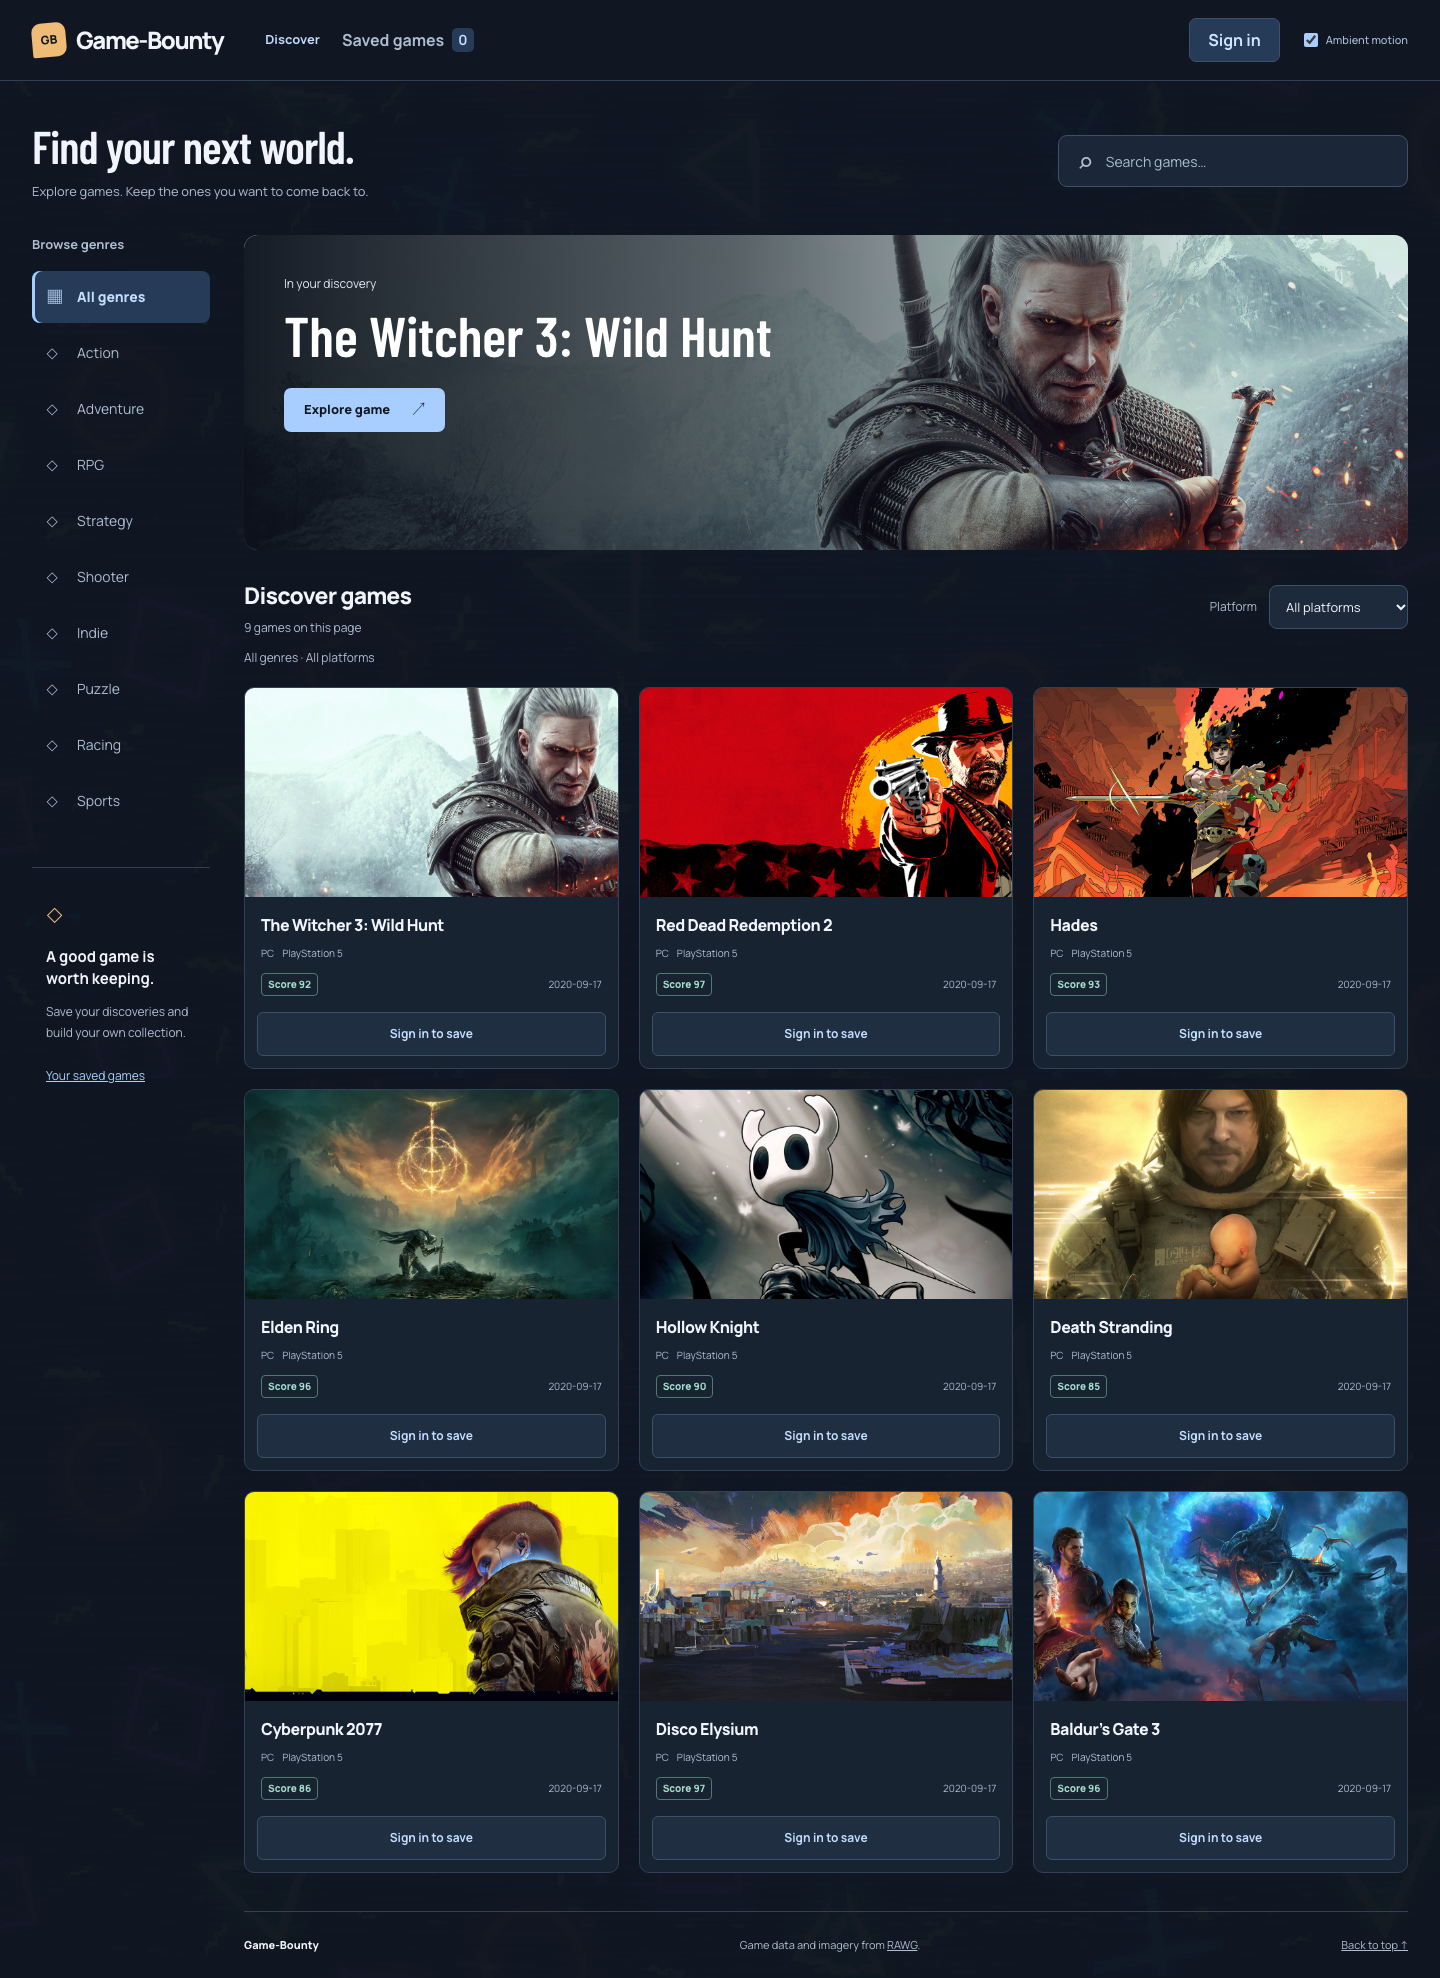 GB Game-Bounty Discover Saved games 0 Sign in Ambient motion
Find your next world.
Explore games. Keep the ones you want to come back to.
Search games…
Browse genres
All genres
Action
Adventure
RPG
Strategy
Shooter
Indie
Puzzle
Racing
Sports
A good game is
worth keeping.
Save your discoveries and
build your own collection.
Your saved games
In your discovery
The Witcher 3: Wild Hunt
Explore game ↗
Discover games
9 games on this page
All genres · All platforms
Platform All platforms
The Witcher 3: Wild Hunt
PC PlayStation 5
Score 92 2020-09-17
Sign in to save
Red Dead Redemption 2
PC PlayStation 5
Score 97 2020-09-17
Sign in to save
Hades
PC PlayStation 5
Score 93 2020-09-17
Sign in to save
Elden Ring
PC PlayStation 5
Score 96 2020-09-17
Sign in to save
Hollow Knight
PC PlayStation 5
Score 90 2020-09-17
Sign in to save
Death Stranding
PC PlayStation 5
Score 85 2020-09-17
Sign in to save
Cyberpunk 2077
PC PlayStation 5
Score 86 2020-09-17
Sign in to save
Disco Elysium
PC PlayStation 5
Score 97 2020-09-17
Sign in to save
Baldur's Gate 3
PC PlayStation 5
Score 96 2020-09-17
Sign in to save
Game-Bounty Game data and imagery from RAWG. Back to top ↑